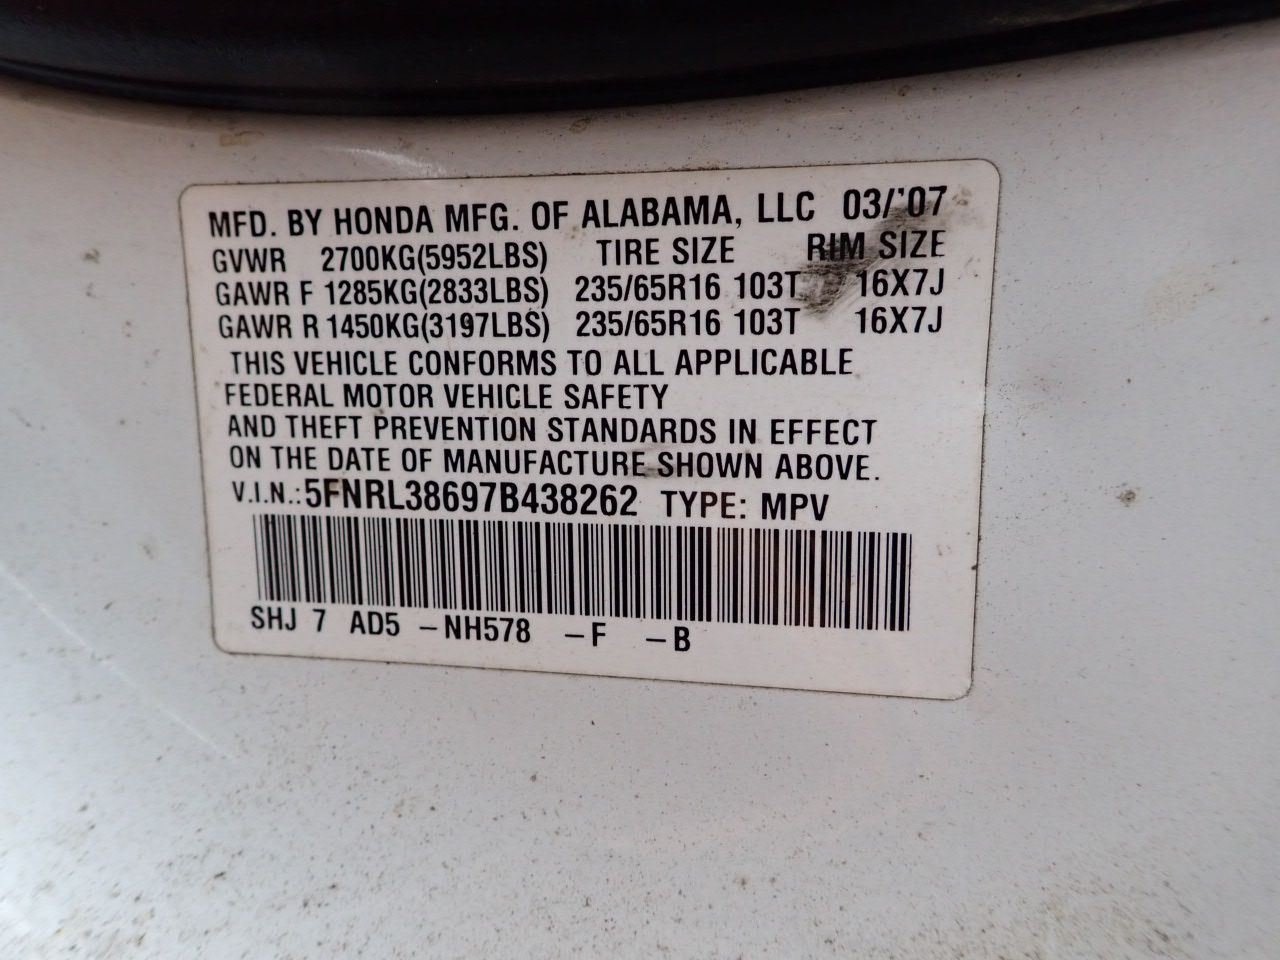 MFD. BY HONDA MFG. OF ALABAMA, LLC 03/'07
GVWR 2700KG(5952LBS) TIRE SIZE RIM SIZE
GAWR F 1285KG(2833LBS) 235/65R16 103T 16X7J
GAWR R 1450KG(3197LBS) 235/65R16 103T 16X7J
THIS VEHICLE CONFORMS TO ALL APPLICABLE
FEDERAL MOTOR VEHICLE SAFETY
AND THEFT PREVENTION STANDARDS IN EFFECT
ON THE DATE OF MANUFACTURE SHOWN ABOVE.
V.I.N.: 5FNRL38697B438262 TYPE: MPV
SHJ 7 AD5 -NH578 -F -B